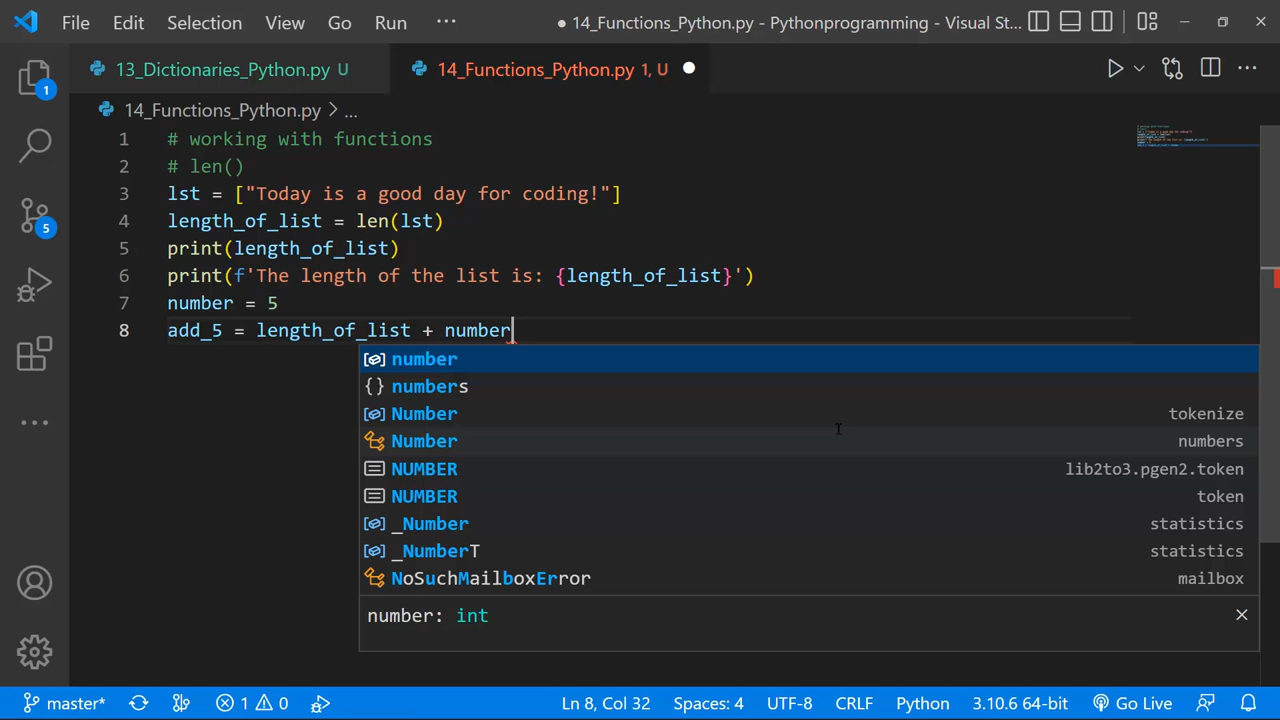 File Edit Selection View Go Run ··· ● 14_Functions_Python.py - Pythonprogramming - Visual St...
13_Dictionaries_Python.py U 14_Functions_Python.py 1, U
14_Functions_Python.py > ...
1 # working with functions
2 # len()
3 lst = ["Today is a good day for coding!"]
4 length_of_list = len(lst)
5 print(length_of_list)
6 print(f'The length of the list is: {length_of_list}')
7 number = 5
8 add_5 = length_of_list + number
number
numbers
Number tokenize
Number numbers
NUMBER lib2to3.pgen2.token
NUMBER token
_Number statistics
_NumberT statistics
NoSuchMailboxError mailbox
number: int
1
5
master* 1 0 Ln 8, Col 32 Spaces: 4 UTF-8 CRLF Python 3.10.6 64-bit Go Live